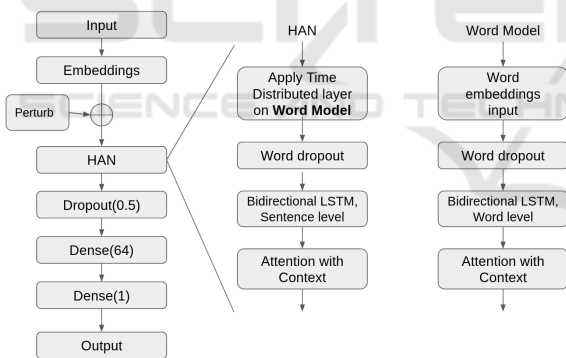 Input
Embeddings
Perturb
HAN
Dropout(0.5)
Dense(64)
Dense(1)
Output
HAN
Apply Time
Distributed layer
on Word Model
Word dropout
Bidirectional LSTM,
Sentence level
Attention with
Context
Word Model
Word
embeddings
input
Word dropout
Bidirectional LSTM,
Word level
Attention with
Context